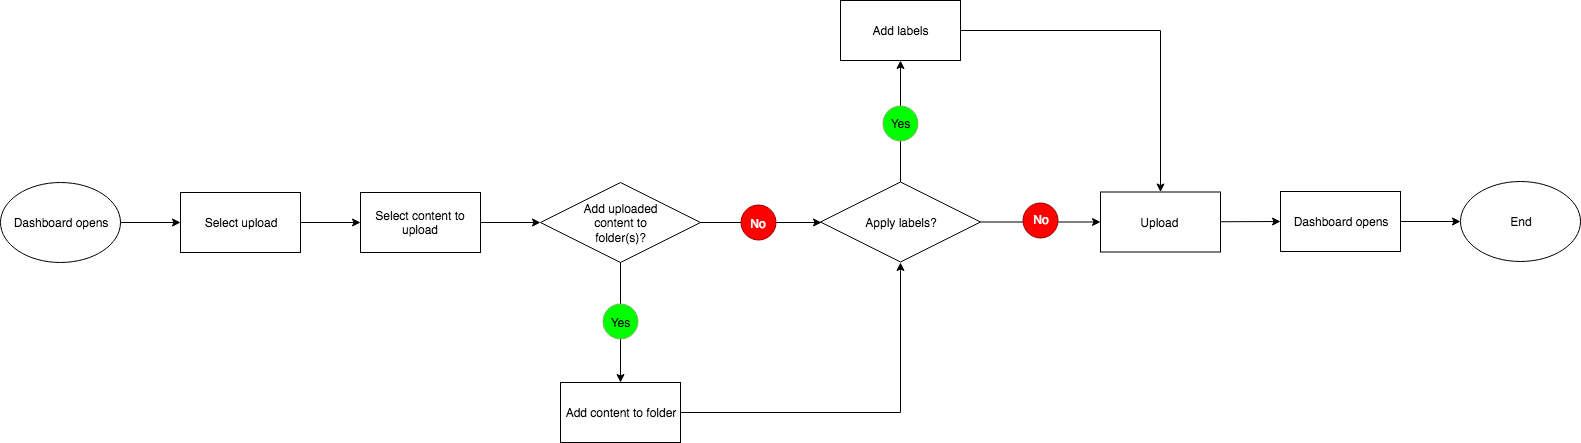 Add labels
Yes
Dashboard opens
Select upload
Select content to
upload
Add uploaded
content to
folder(s)?
No
Apply labels?
No
Upload
Dashboard opens
End
Yes
Add content to folder